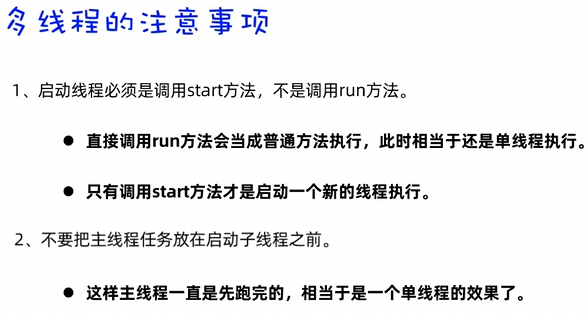 多线程的注意事项
1、启动线程必须是调用start方法，不是调用run方法。
● 直接调用run方法会当成普通方法执行，此时相当于还是单线程执行。
● 只有调用start方法才是启动一个新的线程执行。
2、不要把主线程任务放在启动子线程之前。
● 这样主线程一直是先跑完的，相当于是一个单线程的效果了。